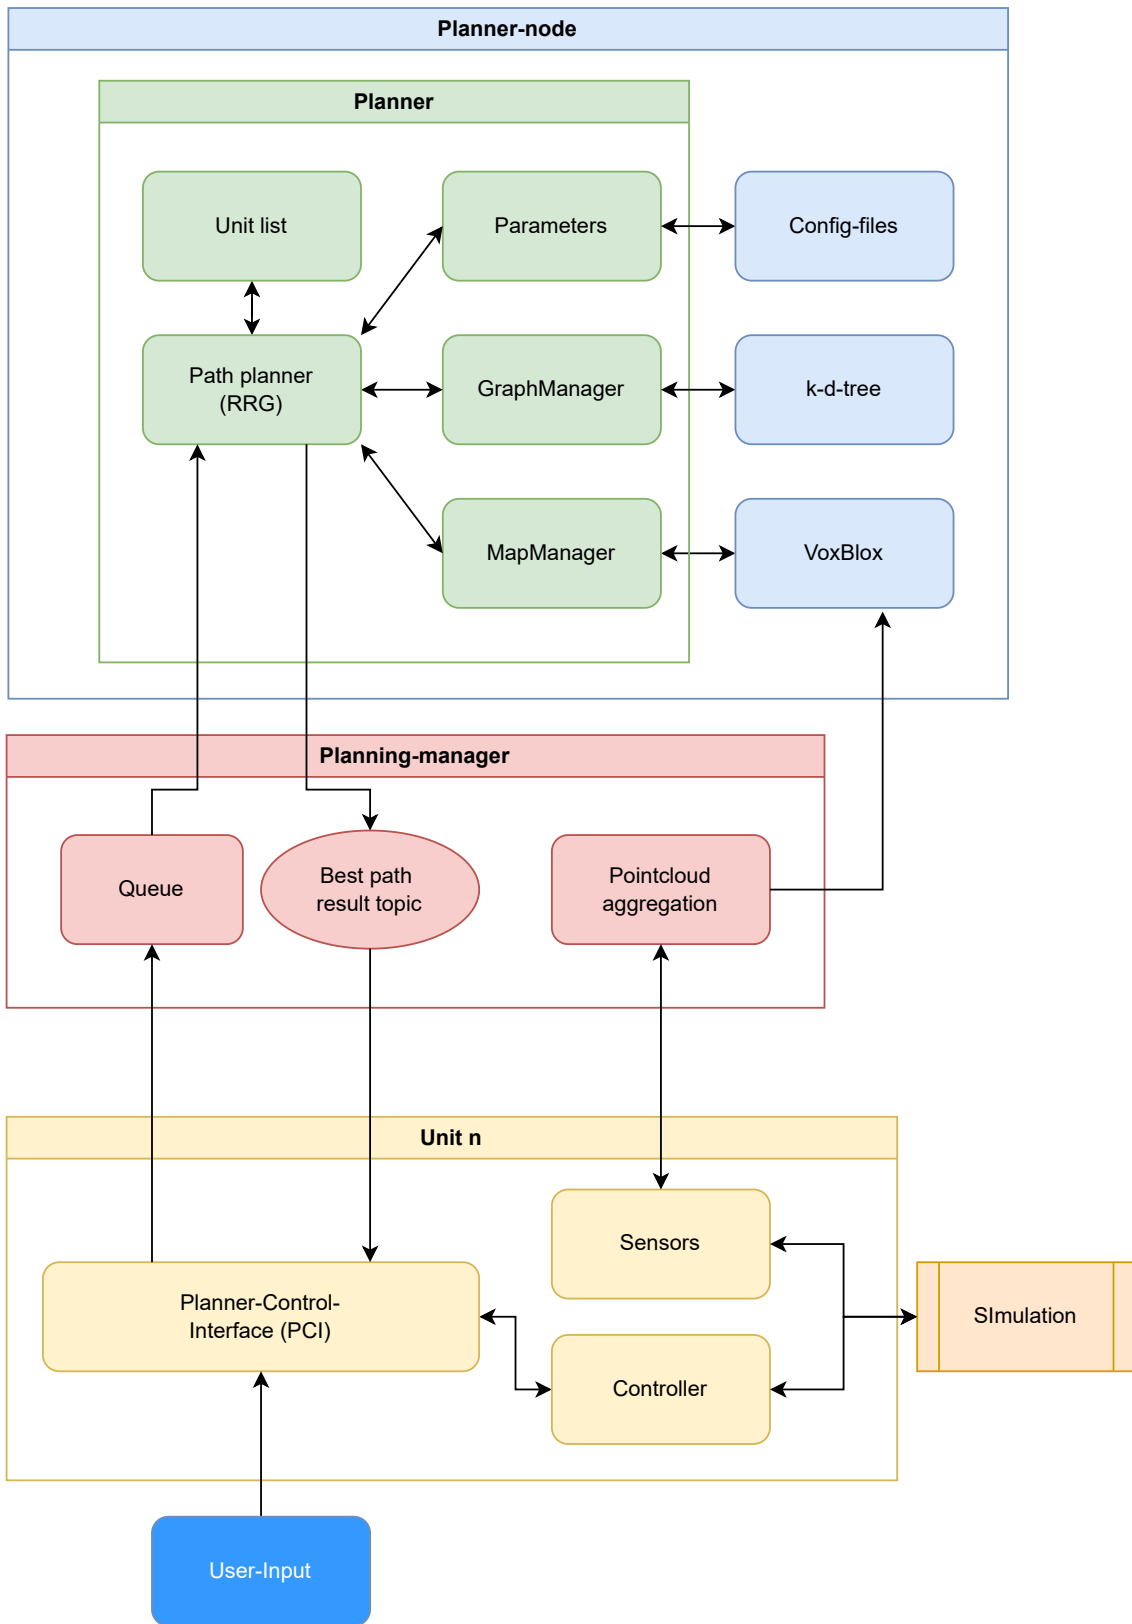 Planner-node
Planner
Unit list
Parameters
Config-files
Path planner
(RRG)
GraphManager
k-d-tree
MapManager
VoxBlox
Planning-manager
Queue
Best path
result topic
Pointcloud
aggregation
Unit n
Sensors
Planner-Control-
Interface (PCI)
SImulation
Controller
User-Input